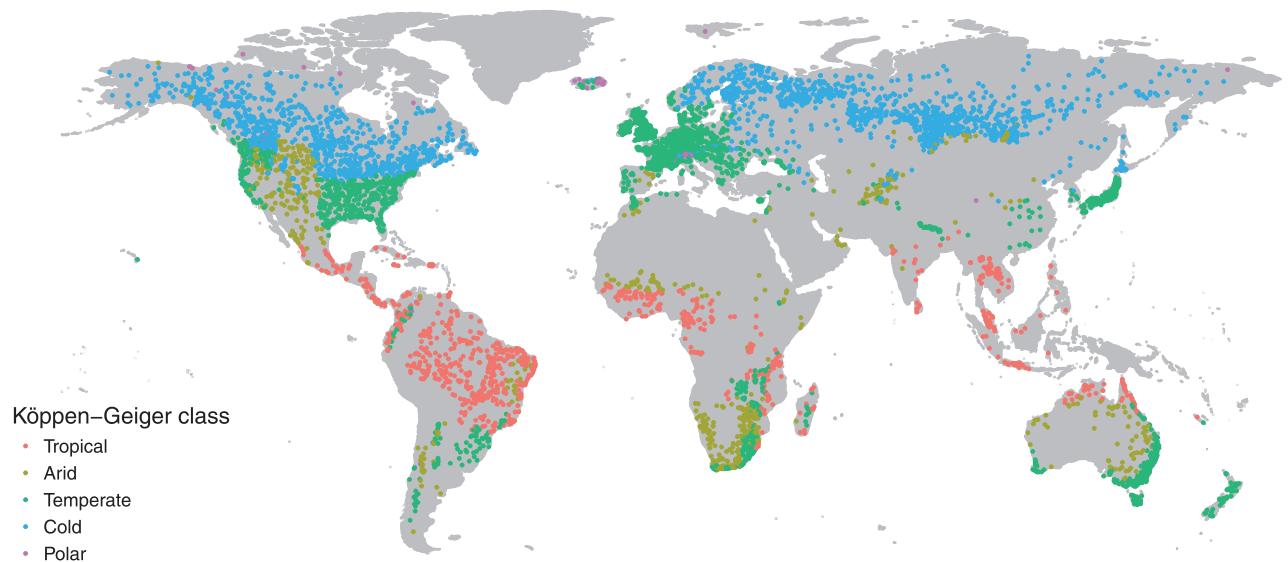 Köppen−Geiger class
Tropical
Arid
Temperate
Cold
Polar